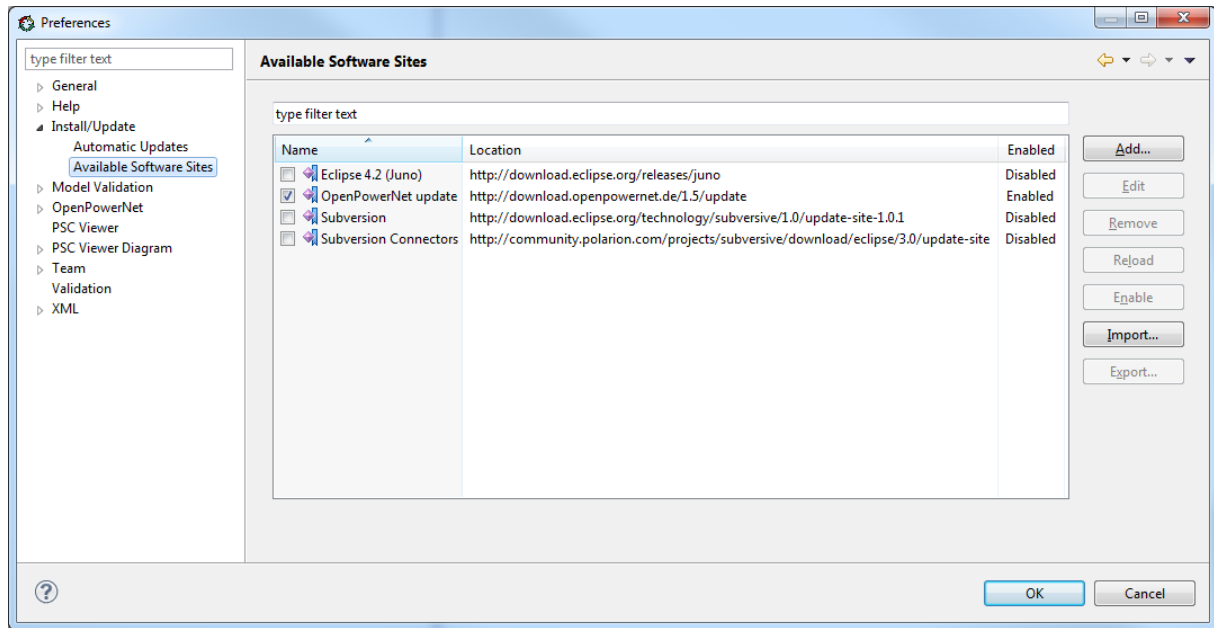 Preferences
type filter text
General
Help
Install/Update
Automatic Updates
Available Software Sites
Model Validation
OpenPowerNet
PSC Viewer
PSC Viewer Diagram
Team
Validation
XML
Available Software Sites
type filter text
Name Location Enabled
Eclipse 4.2 (Juno) http://download.eclipse.org/releases/juno Disabled
OpenPowerNet update http://download.openpowernet.de/1.5/update Enabled
Subversion http://download.eclipse.org/technology/subversive/1.0/update-site-1.0.1 Disabled
Subversion Connectors http://community.polarion.com/projects/subversive/download/eclipse/3.0/update-site Disabled
Add...
Edit
Remove
Reload
Enable
Import...
Export...
OK Cancel